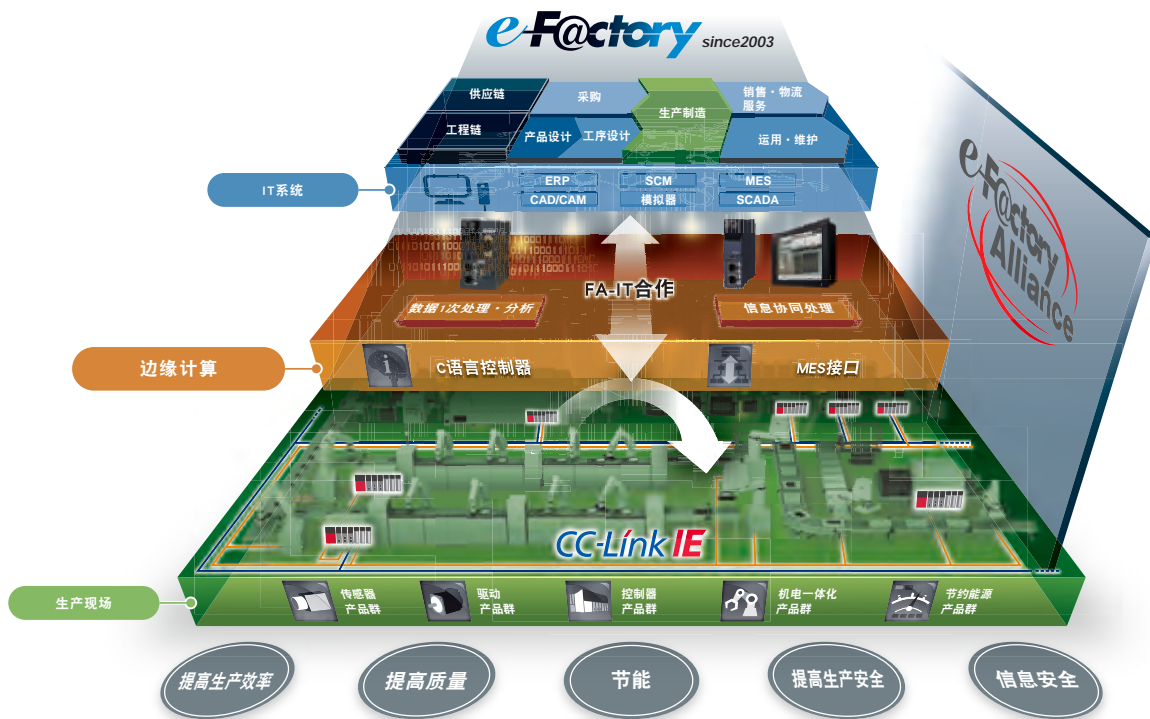 e-F@ctory since2003
供应链
采购
生产制造
销售・物流
服务
工程链
产品设计
工序设计
运用・维护
IT系统
ERP
SCM
MES
CAD/CAM
模拟器
SCADA
e-F@ctory
Alliance
FA-IT合作
数据1次处理・分析
信息协同处理
边缘计算
C语言控制器
MES接口
CC-Link IE
生产现场
传感器
产品群
驱动
产品群
控制器
产品群
机电一体化
产品群
节约能源
产品群
提高生产效率
提高质量
节能
提高生产安全
信息安全